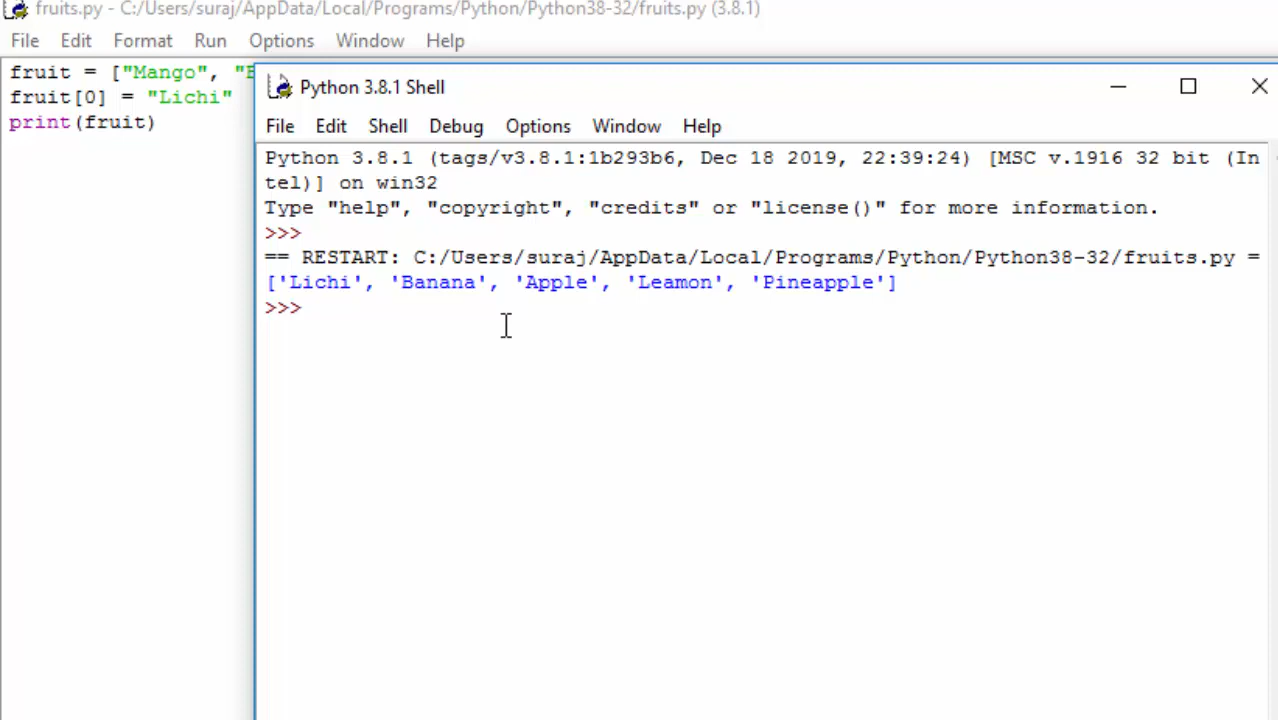 fruits.py - C:/Users/suraj/AppData/Local/Programs/Python/Python38-32/fruits.py (3.8.1)
File Edit Format Run Options Window Help
fruit = ["Mango", "
fruit[0] = "Lichi"
print(fruit)
Python 3.8.1 Shell
File Edit Shell Debug Options Window Help
Python 3.8.1 (tags/v3.8.1:1b293b6, Dec 18 2019, 22:39:24) [MSC v.1916 32 bit (In
tel)] on win32
Type "help", "copyright", "credits" or "license()" for more information.
>>>
== RESTART: C:/Users/suraj/AppData/Local/Programs/Python/Python38-32/fruits.py =
['Lichi', 'Banana', 'Apple', 'Leamon', 'Pineapple']
>>>